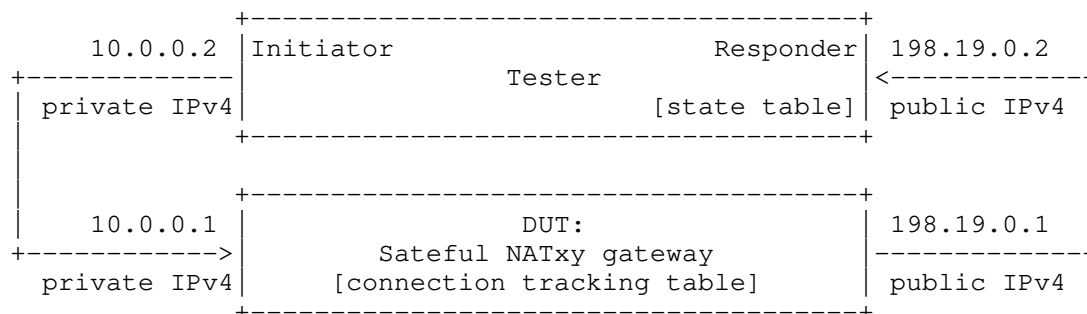 10.0.0.2 Initiator Responder 198.19.0.2
Tester
private IPv4 [state table] public IPv4
10.0.0.1 DUT: 198.19.0.1
Sateful NATxy gateway
private IPv4 [connection tracking table] public IPv4